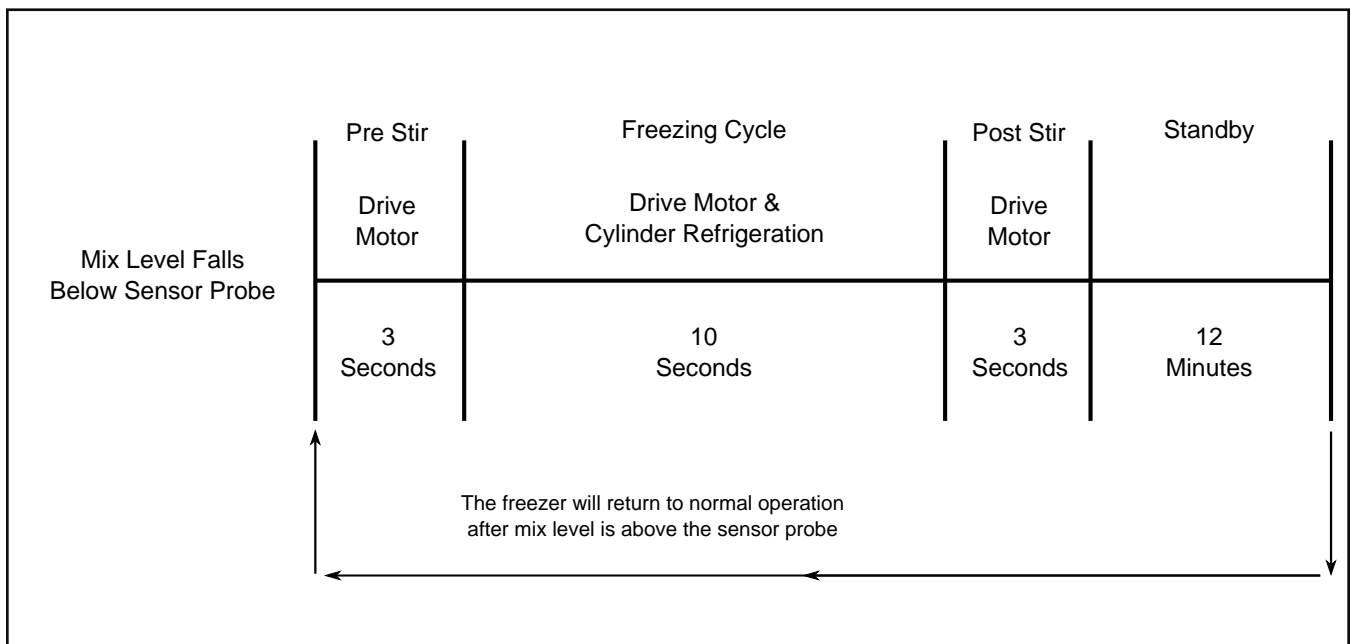 Pre Stir
Freezing Cycle
Post Stir
Standby
Drive
Motor
Drive Motor &
Cylinder Refrigeration
Drive
Motor
Mix Level Falls
Below Sensor Probe
3
Seconds
10
Seconds
3
Seconds
12
Minutes
The freezer will return to normal operation
after mix level is above the sensor probe